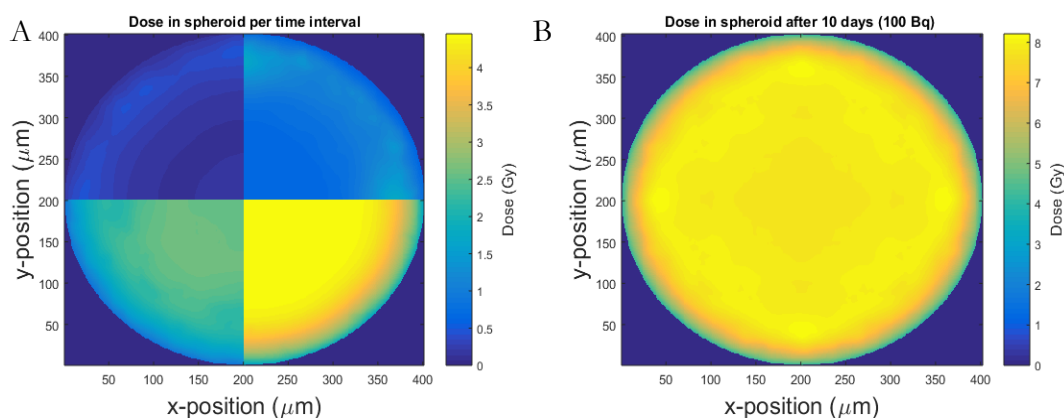 A
Dose in spheroid per time interval
400
350
300
250
200
150
100
50
y-position (μm)
50 100 150 200 250 300 350 400
x-position (μm)
4
3.5
3
2.5
2
1.5
1
0.5
0
Dose (Gy)
B
Dose in spheroid after 10 days (100 Bq)
400
350
300
250
200
150
100
50
y-position (μm)
50 100 150 200 250 300 350 400
x-position (μm)
8
7
6
5
4
3
2
1
0
Dose (Gy)